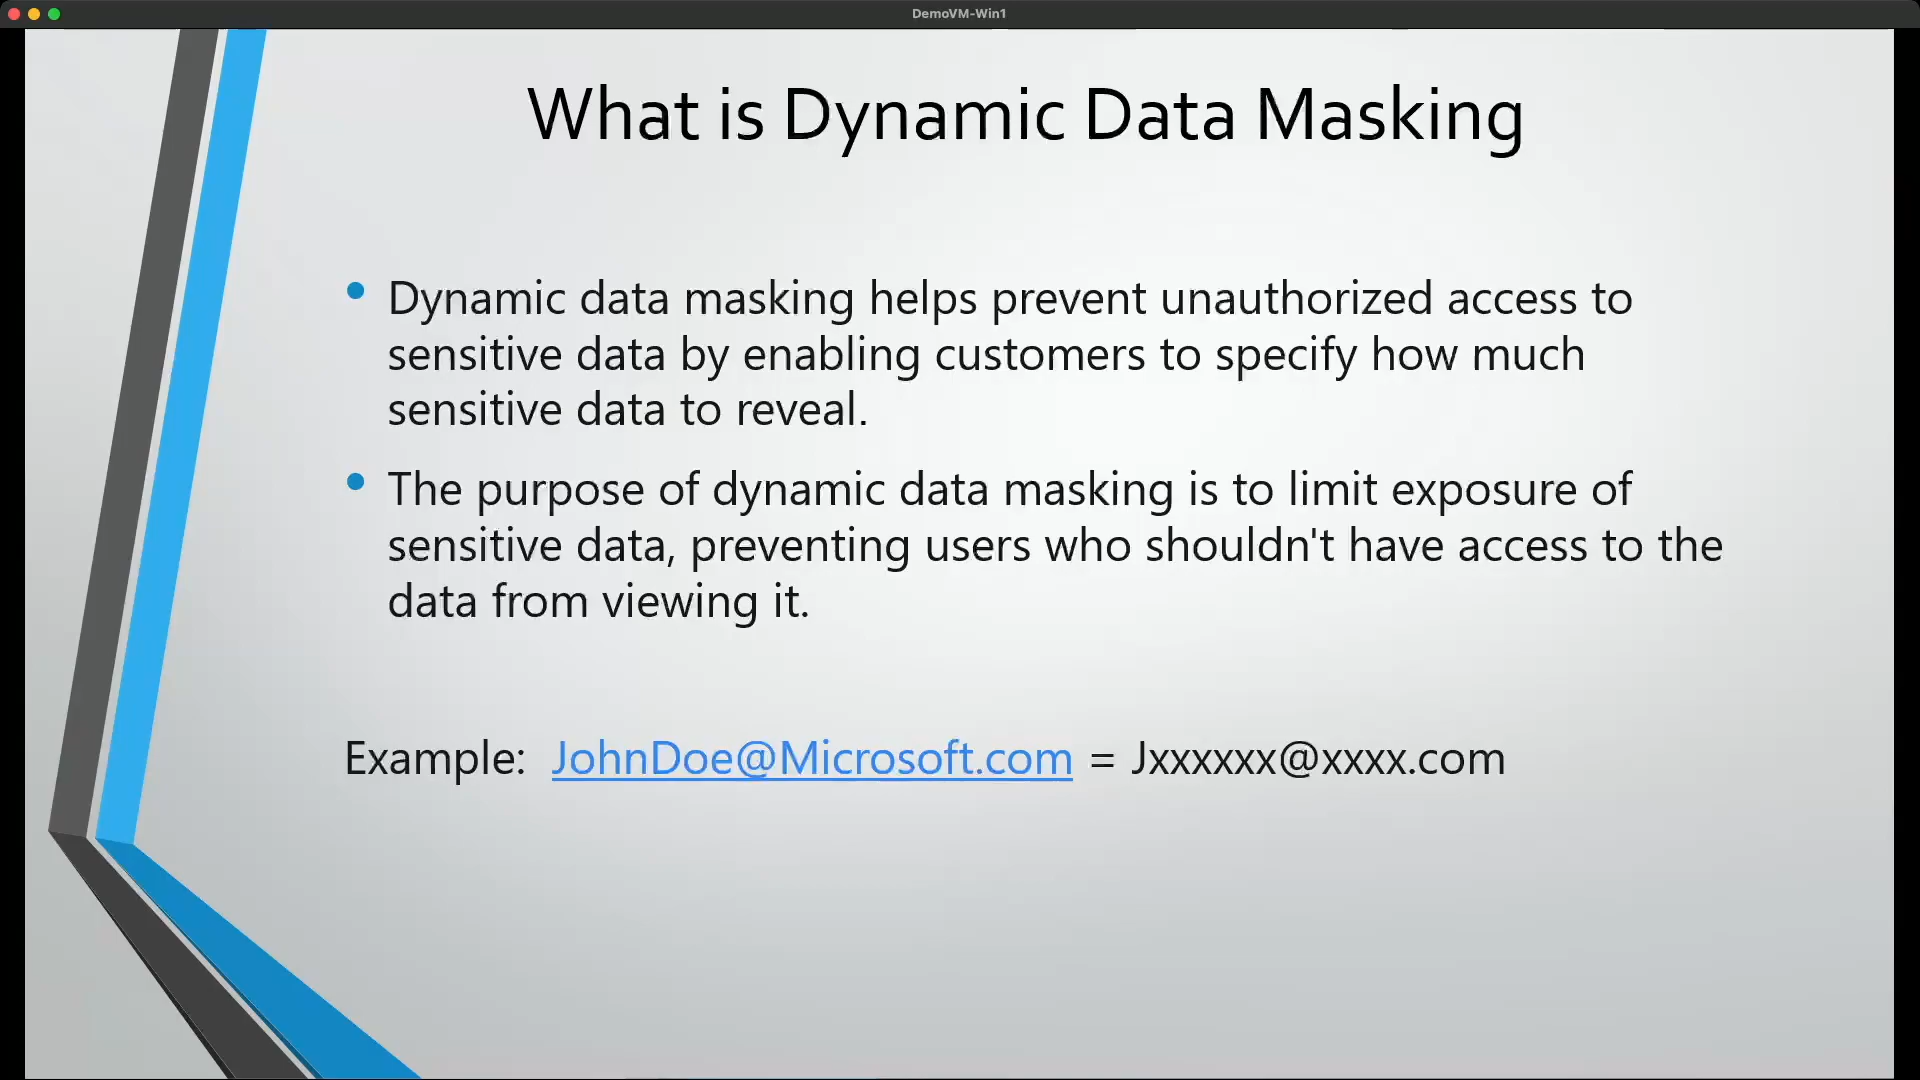 DemoVM-Win1
What is Dynamic Data Masking
• Dynamic data masking helps prevent unauthorized access to
sensitive data by enabling customers to specify how much
sensitive data to reveal.
• The purpose of dynamic data masking is to limit exposure of
sensitive data, preventing users who shouldn't have access to the
data from viewing it.
Example: JohnDoe@Microsoft.com = Jxxxxxx@xxxx.com